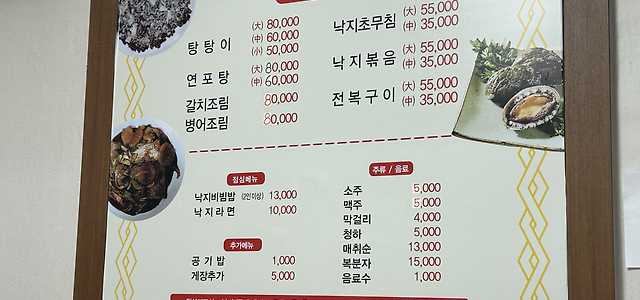 탕탕이 (大) 80,000
(中) 60,000
(小) 50,000
연포탕 (大) 80,000
(中) 60,000
갈치조림 80,000
병어조림 80,000
낙지초무침 (大) 55,000
(中) 35,000
낙지볶음 (大) 55,000
(中) 35,000
전복구이 (大) 55,000
(中) 35,000
점심메뉴
낙지비빔밥 (2인이상) 13,000
낙지라면 10,000
추가메뉴
공기밥 1,000
게장추가 5,000
주류 / 음료
소주 5,000
맥주 5,000
막걸리 4,000
청하 5,000
매취순 13,000
복분자 15,000
음료수 1,000